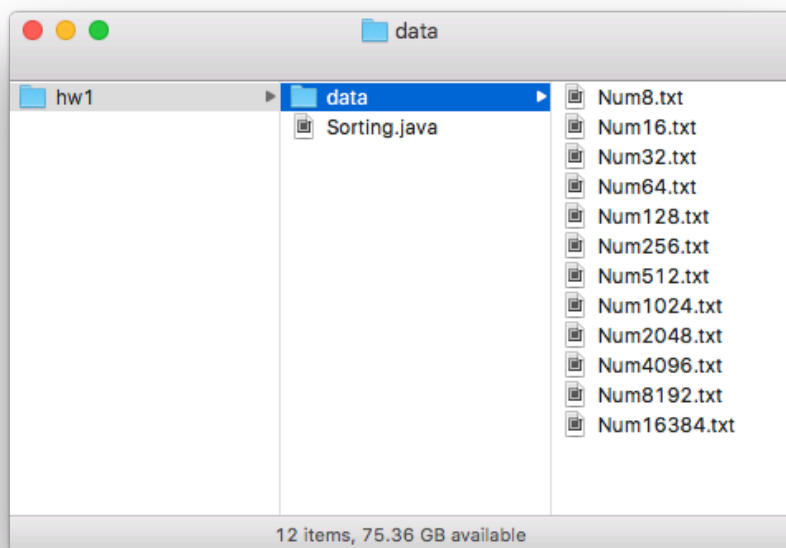 data
hw1
data
Sorting.java
Num8.txt
Num16.txt
Num32.txt
Num64.txt
Num128.txt
Num256.txt
Num512.txt
Num1024.txt
Num2048.txt
Num4096.txt
Num8192.txt
Num16384.txt
12 items, 75.36 GB available